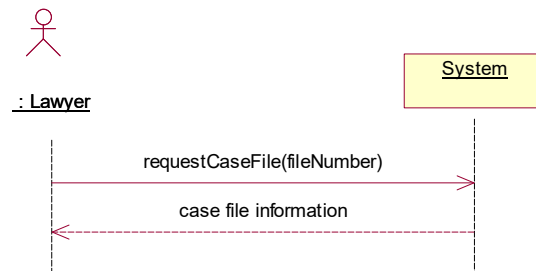 System
: Lawyer
requestCaseFile(fileNumber)
case file information